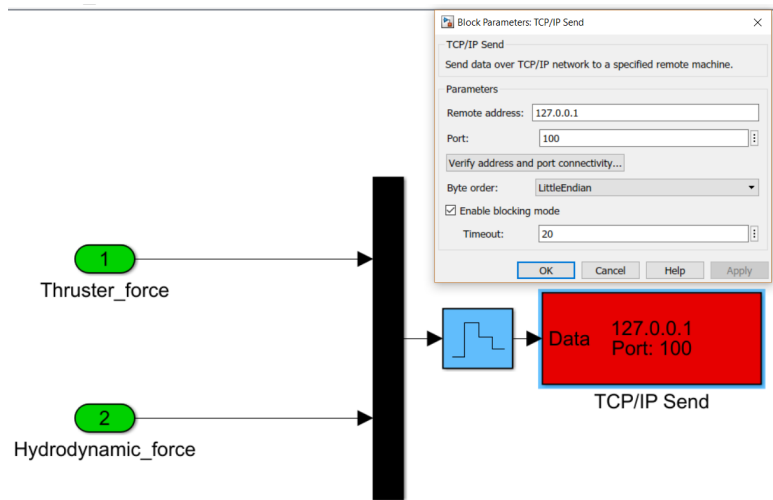 Block Parameters: TCP/IP Send
TCP/IP Send
Send data over TCP/IP network to a specified remote machine.
Parameters
Remote address: 127.0.0.1
Port: 100
Verify address and port connectivity...
Byte order: LittleEndian
Enable blocking mode
Timeout: 20
OK Cancel Help Apply
1
Thruster_force
Data 127.0.0.1
Port: 100
TCP/IP Send
2
Hydrodynamic_force